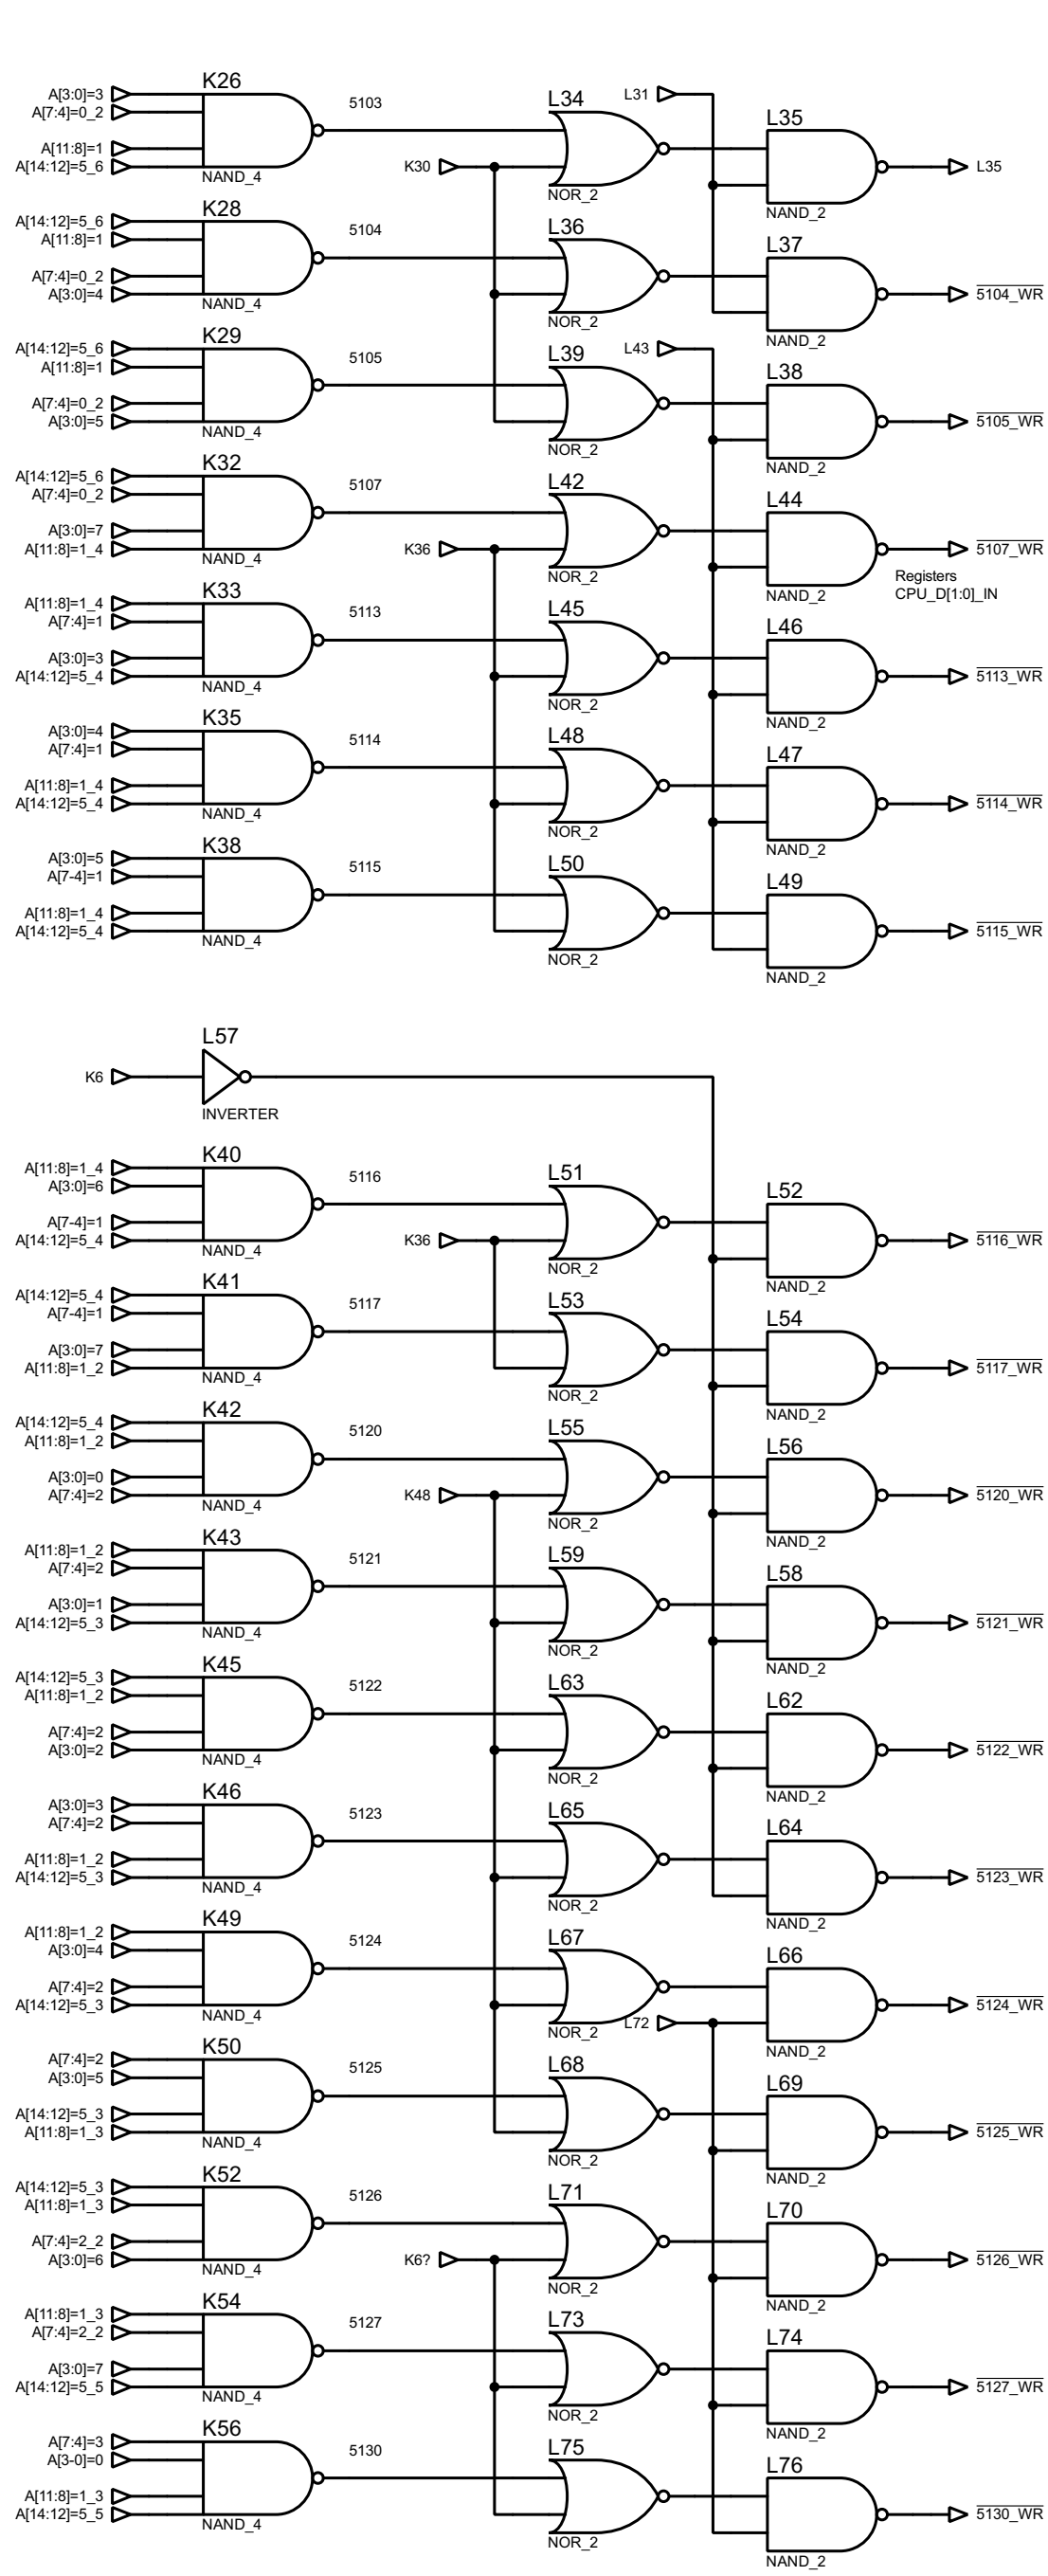 K26
A[3:0]=3
A[7:4]=0_2
A[11:8]=1
A[14:12]=5_6
NAND_4
5103
K30
L34
NOR_2
L31
L35
NAND_2
L35
K28
A[14:12]=5_6
A[11:8]=1
A[7:4]=0_2
A[3:0]=4
NAND_4
5104
L36
NOR_2
L37
NAND_2
5104_WR
K29
A[14:12]=5_6
A[11:8]=1
A[7:4]=0_2
A[3:0]=5
NAND_4
5105
L39
NOR_2
L43
L38
NAND_2
5105_WR
K32
A[14:12]=5_6
A[7:4]=0_2
A[3:0]=7
A[11:8]=1_4
NAND_4
5107
K36
L42
NOR_2
L44
NAND_2
5107_WR
Registers
CPU_D[1:0]_IN
K33
A[11:8]=1_4
A[7:4]=1
A[3:0]=3
A[14:12]=5_4
NAND_4
5113
L45
NOR_2
L46
NAND_2
5113_WR
K35
A[3:0]=4
A[7:4]=1
A[11:8]=1_4
A[14:12]=5_4
NAND_4
5114
L48
NOR_2
L47
NAND_2
5114_WR
K38
A[3:0]=5
A[7-4]=1
A[11:8]=1_4
A[14:12]=5_4
NAND_4
5115
L50
NOR_2
L49
NAND_2
5115_WR
L57
K6
INVERTER
K40
A[11:8]=1_4
A[3:0]=6
A[7-4]=1
A[14:12]=5_4
NAND_4
5116
K36
L51
NOR_2
L52
NAND_2
5116_WR
K41
A[14:12]=5_4
A[7-4]=1
A[3:0]=7
A[11:8]=1_2
NAND_4
5117
L53
NOR_2
L54
NAND_2
5117_WR
K42
A[14:12]=5_4
A[11:8]=1_2
A[3:0]=0
A[7:4]=2
NAND_4
5120
K48
L55
NOR_2
L56
NAND_2
5120_WR
K43
A[11:8]=1_2
A[7:4]=2
A[3:0]=1
A[14:12]=5_3
NAND_4
5121
L59
NOR_2
L58
NAND_2
5121_WR
K45
A[14:12]=5_3
A[11:8]=1_2
A[7:4]=2
A[3:0]=2
NAND_4
5122
L63
NOR_2
L62
NAND_2
5122_WR
K46
A[3:0]=3
A[7:4]=2
A[11:8]=1_2
A[14:12]=5_3
NAND_4
5123
L65
NOR_2
L64
NAND_2
5123_WR
K49
A[11:8]=1_2
A[3:0]=4
A[7:4]=2
A[14:12]=5_3
NAND_4
5124
L67
NOR_2
L72
L66
NAND_2
5124_WR
K50
A[7:4]=2
A[3:0]=5
A[14:12]=5_3
A[11:8]=1_3
NAND_4
5125
L68
NOR_2
L69
NAND_2
5125_WR
K52
A[14:12]=5_3
A[11:8]=1_3
A[7:4]=2_2
A[3:0]=6
NAND_4
5126
K6?
L71
NOR_2
L70
NAND_2
5126_WR
K54
A[11:8]=1_3
A[7:4]=2_2
A[3:0]=7
A[14:12]=5_5
NAND_4
5127
L73
NOR_2
L74
NAND_2
5127_WR
K56
A[7:4]=3
A[3-0]=0
A[11:8]=1_3
A[14:12]=5_5
NAND_4
5130
L75
NOR_2
L76
NAND_2
5130_WR